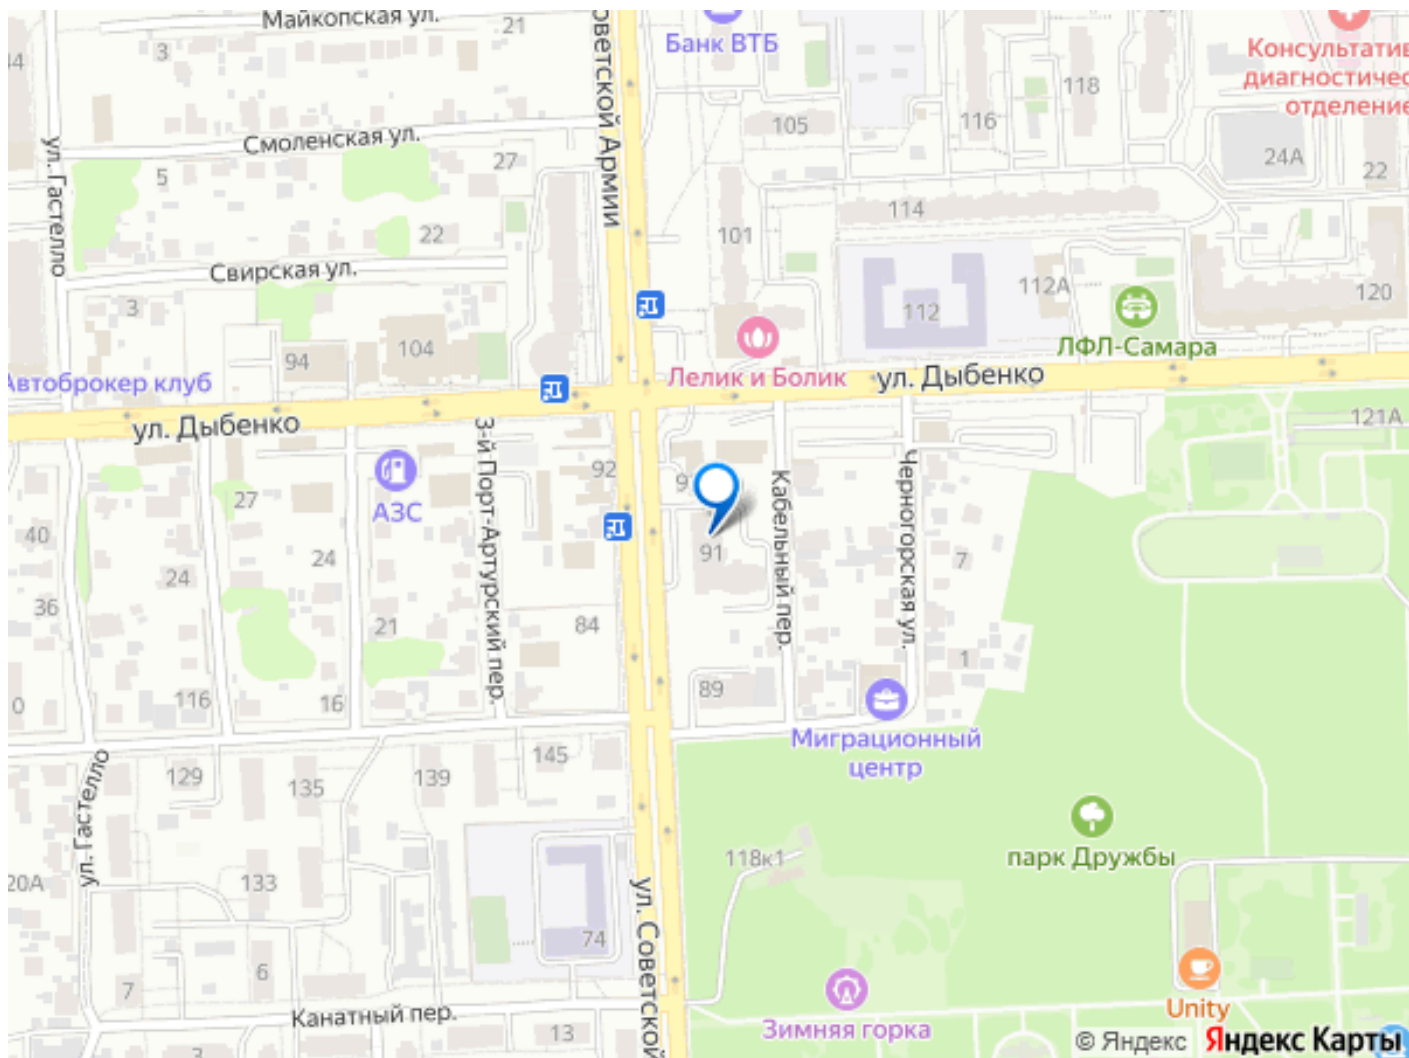 Майкопская ул.
21
Банк ВТБ
3
44
Консультатив
диагностичес
отделение
118
116
105
Смоленская ул.
27
24А
22
5
ул. Гастелло
оветской Армии
114
22
101
Свирская ул.
112А
120
3
112
104
94
ЛФЛ-Самара
Автоброкер клуб
Лелик и Болик
ул. Дыбенко
121А
ул. Дыбенко
3-й Порт-Артурский пер.
92
9
Кабельный пер.
Черногорская ул.
27
АЗС
40
91
7
24
24
36
21
84
1
89
0
116
16
Миграционный
центр
145
129
135
139
ул. Гастелло
парк Дружбы
118к1
20А
133
ул. Советской
74
6
7
Зимняя горка
Unity
Канатный пер.
13
3
© Яндекс Яндекс Карты